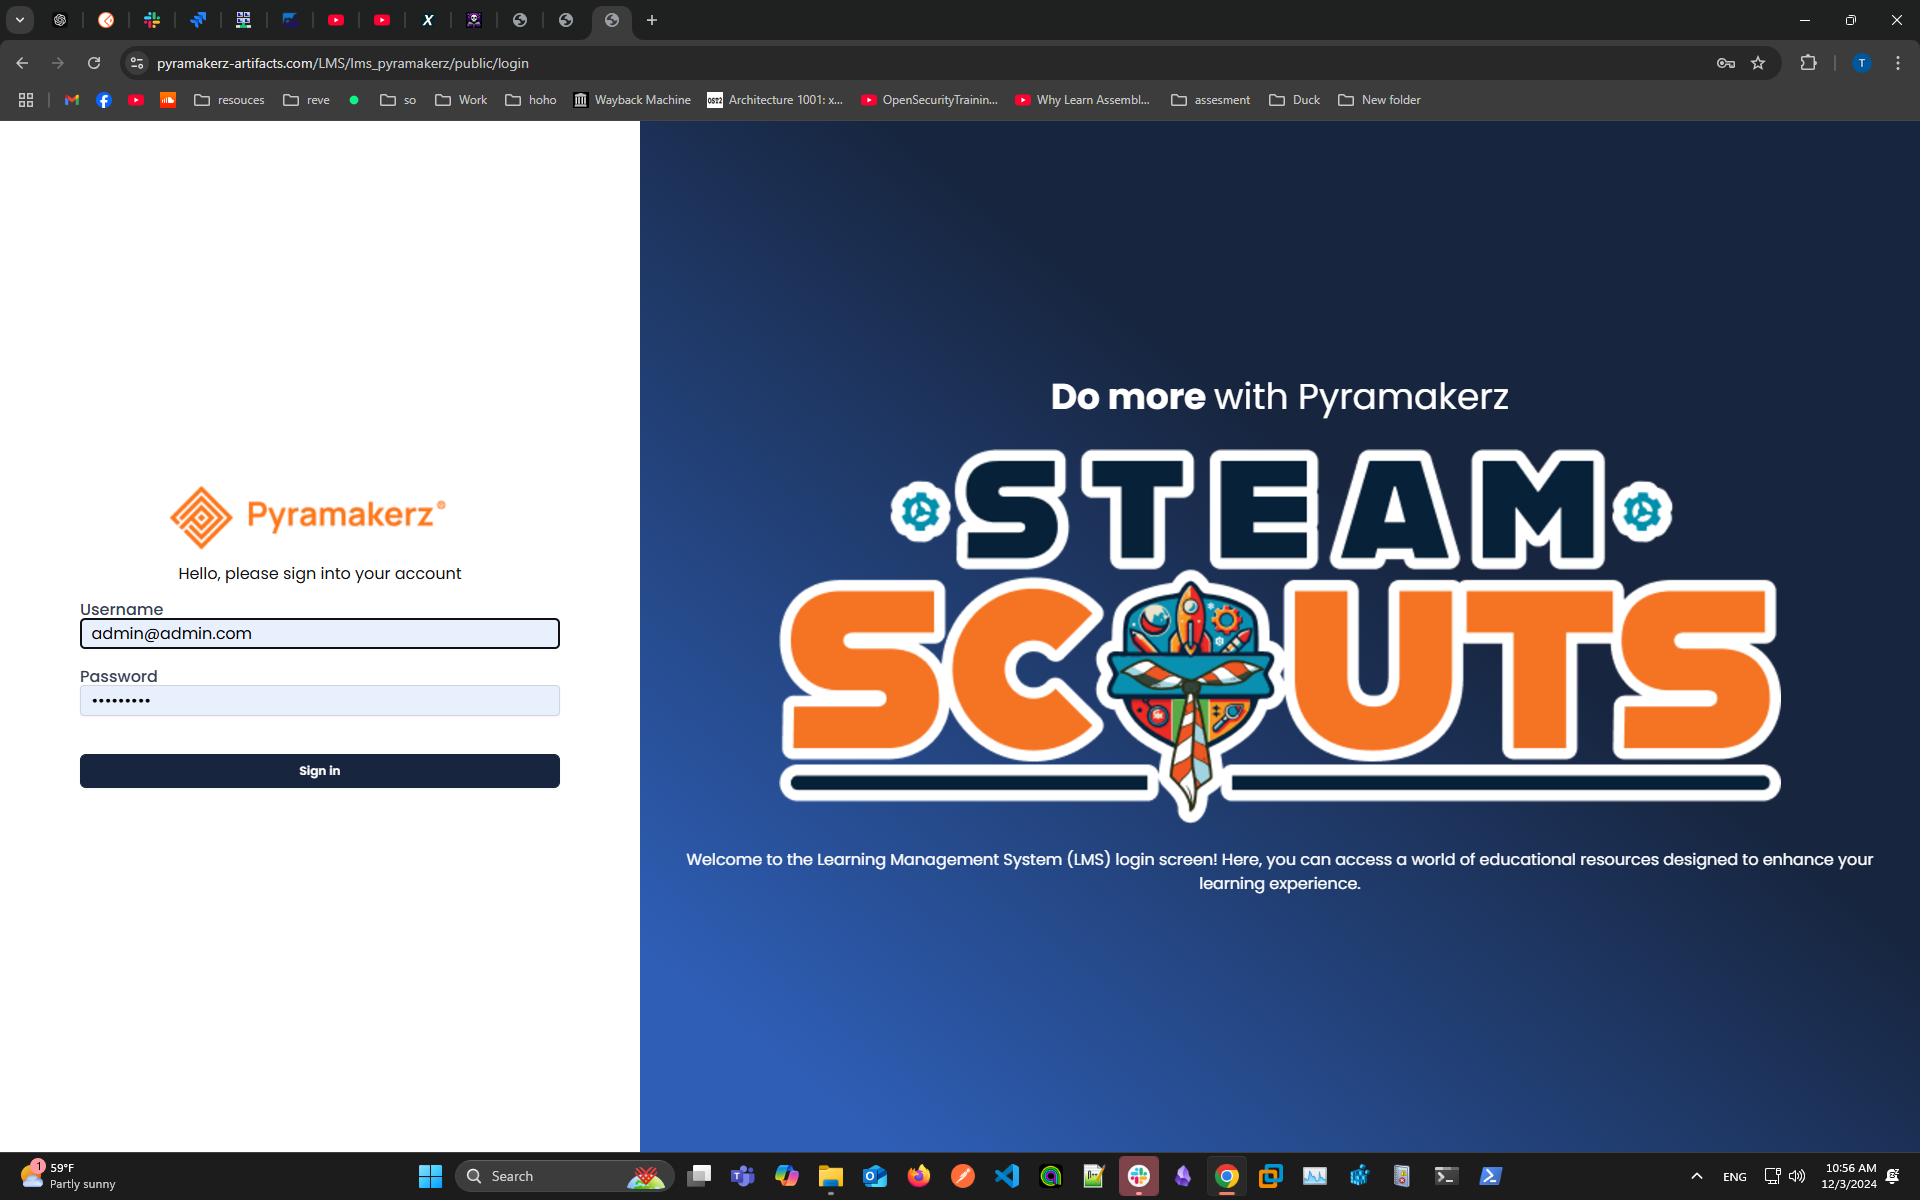 pyramakerz-artifacts.com/LMS/lms_pyramakerz/public/login
T
resouces
reve
so
Work
hoho
Wayback Machine
OST2
Architecture 1001: x...
OpenSecurityTrainin...
Why Learn Assembl...
assesment
Duck
New folder
Pyramakerz®
Hello, please sign into your account
Username
admin@admin.com
Password
•••••••••
Sign in
Do more with Pyramakerz
STEAM
SCOUTS
Welcome to the Learning Management System (LMS) login screen! Here, you can access a world of educational resources designed to enhance your
learning experience.
1
59°F
Partly sunny
Search
ENG
10:56 AM
12/3/2024